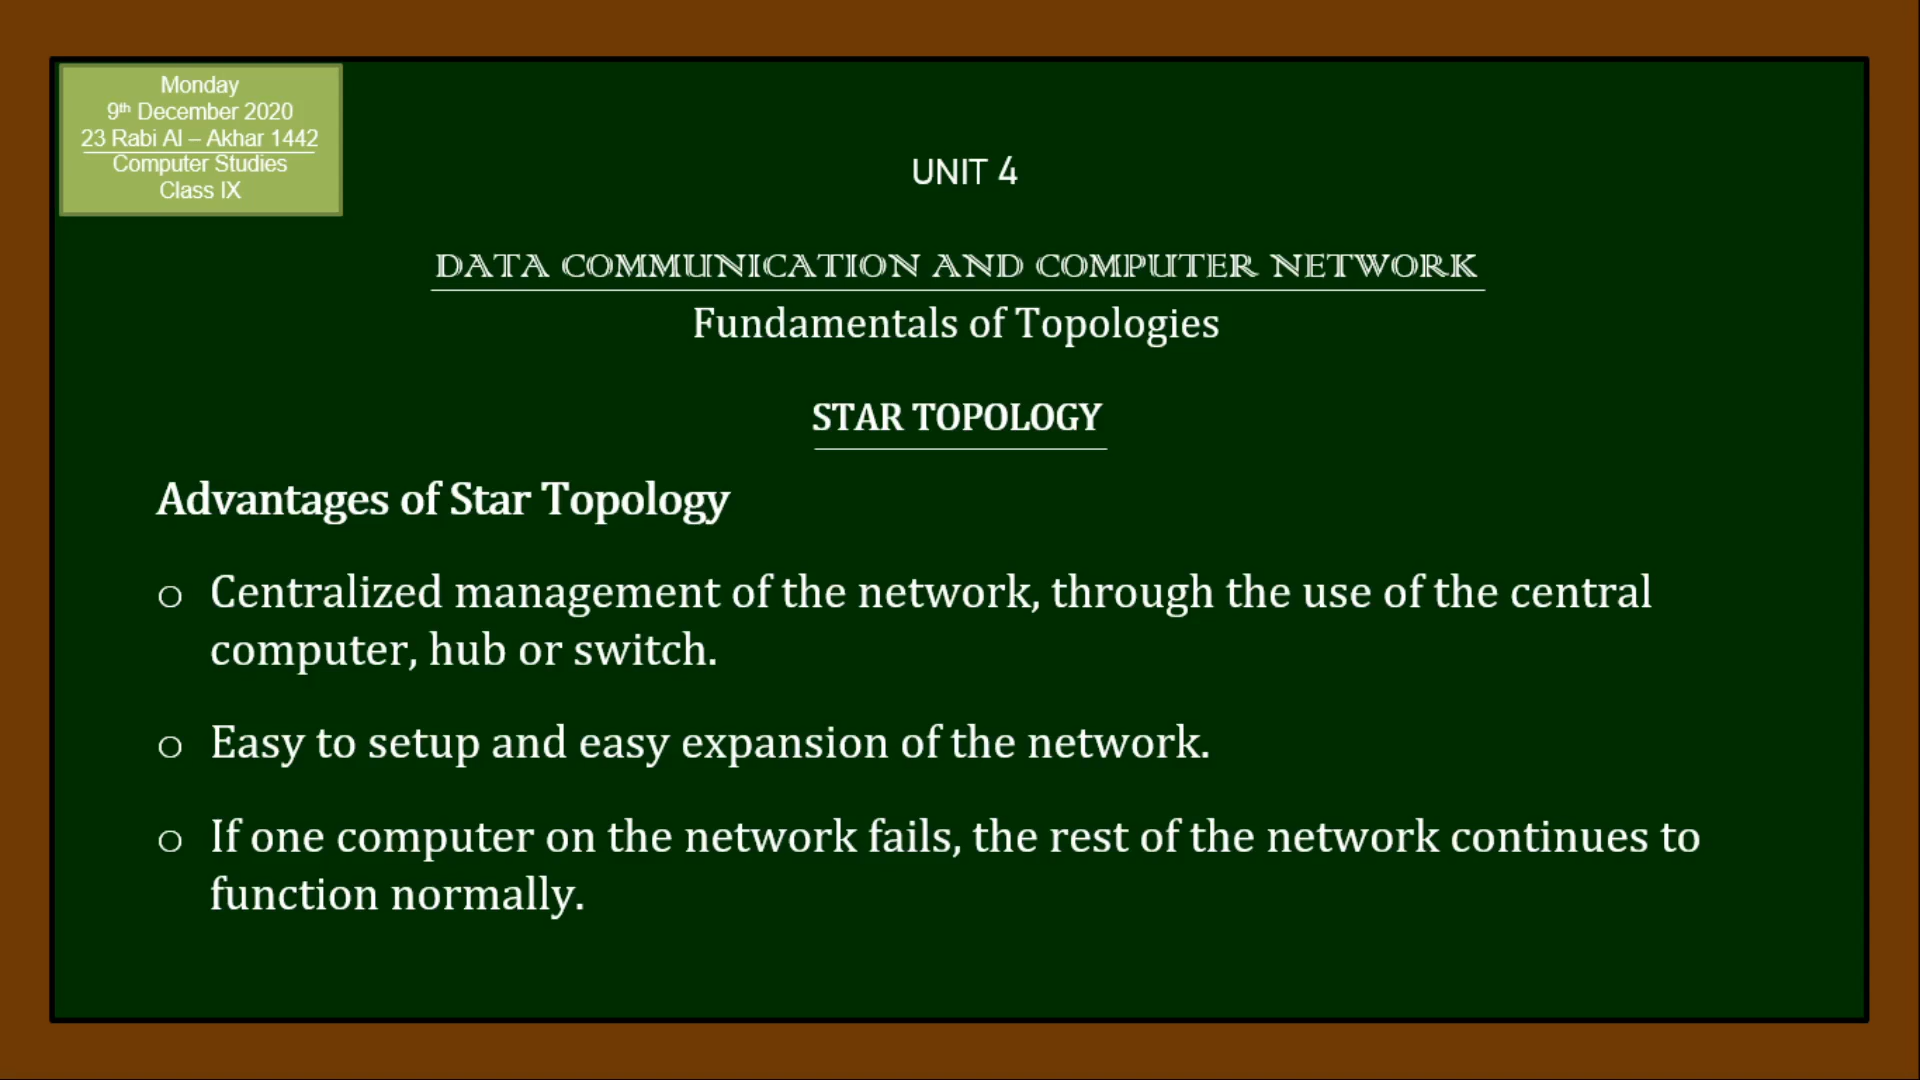 Monday
9th December 2020
23 Rabi Al – Akhar 1442
Computer Studies
Class IX
UNIT 4
DATA COMMUNICATION AND COMPUTER NETWORK
Fundamentals of Topologies
STAR TOPOLOGY
Advantages of Star Topology
o Centralized management of the network, through the use of the central
computer, hub or switch.
o Easy to setup and easy expansion of the network.
o If one computer on the network fails, the rest of the network continues to
function normally.